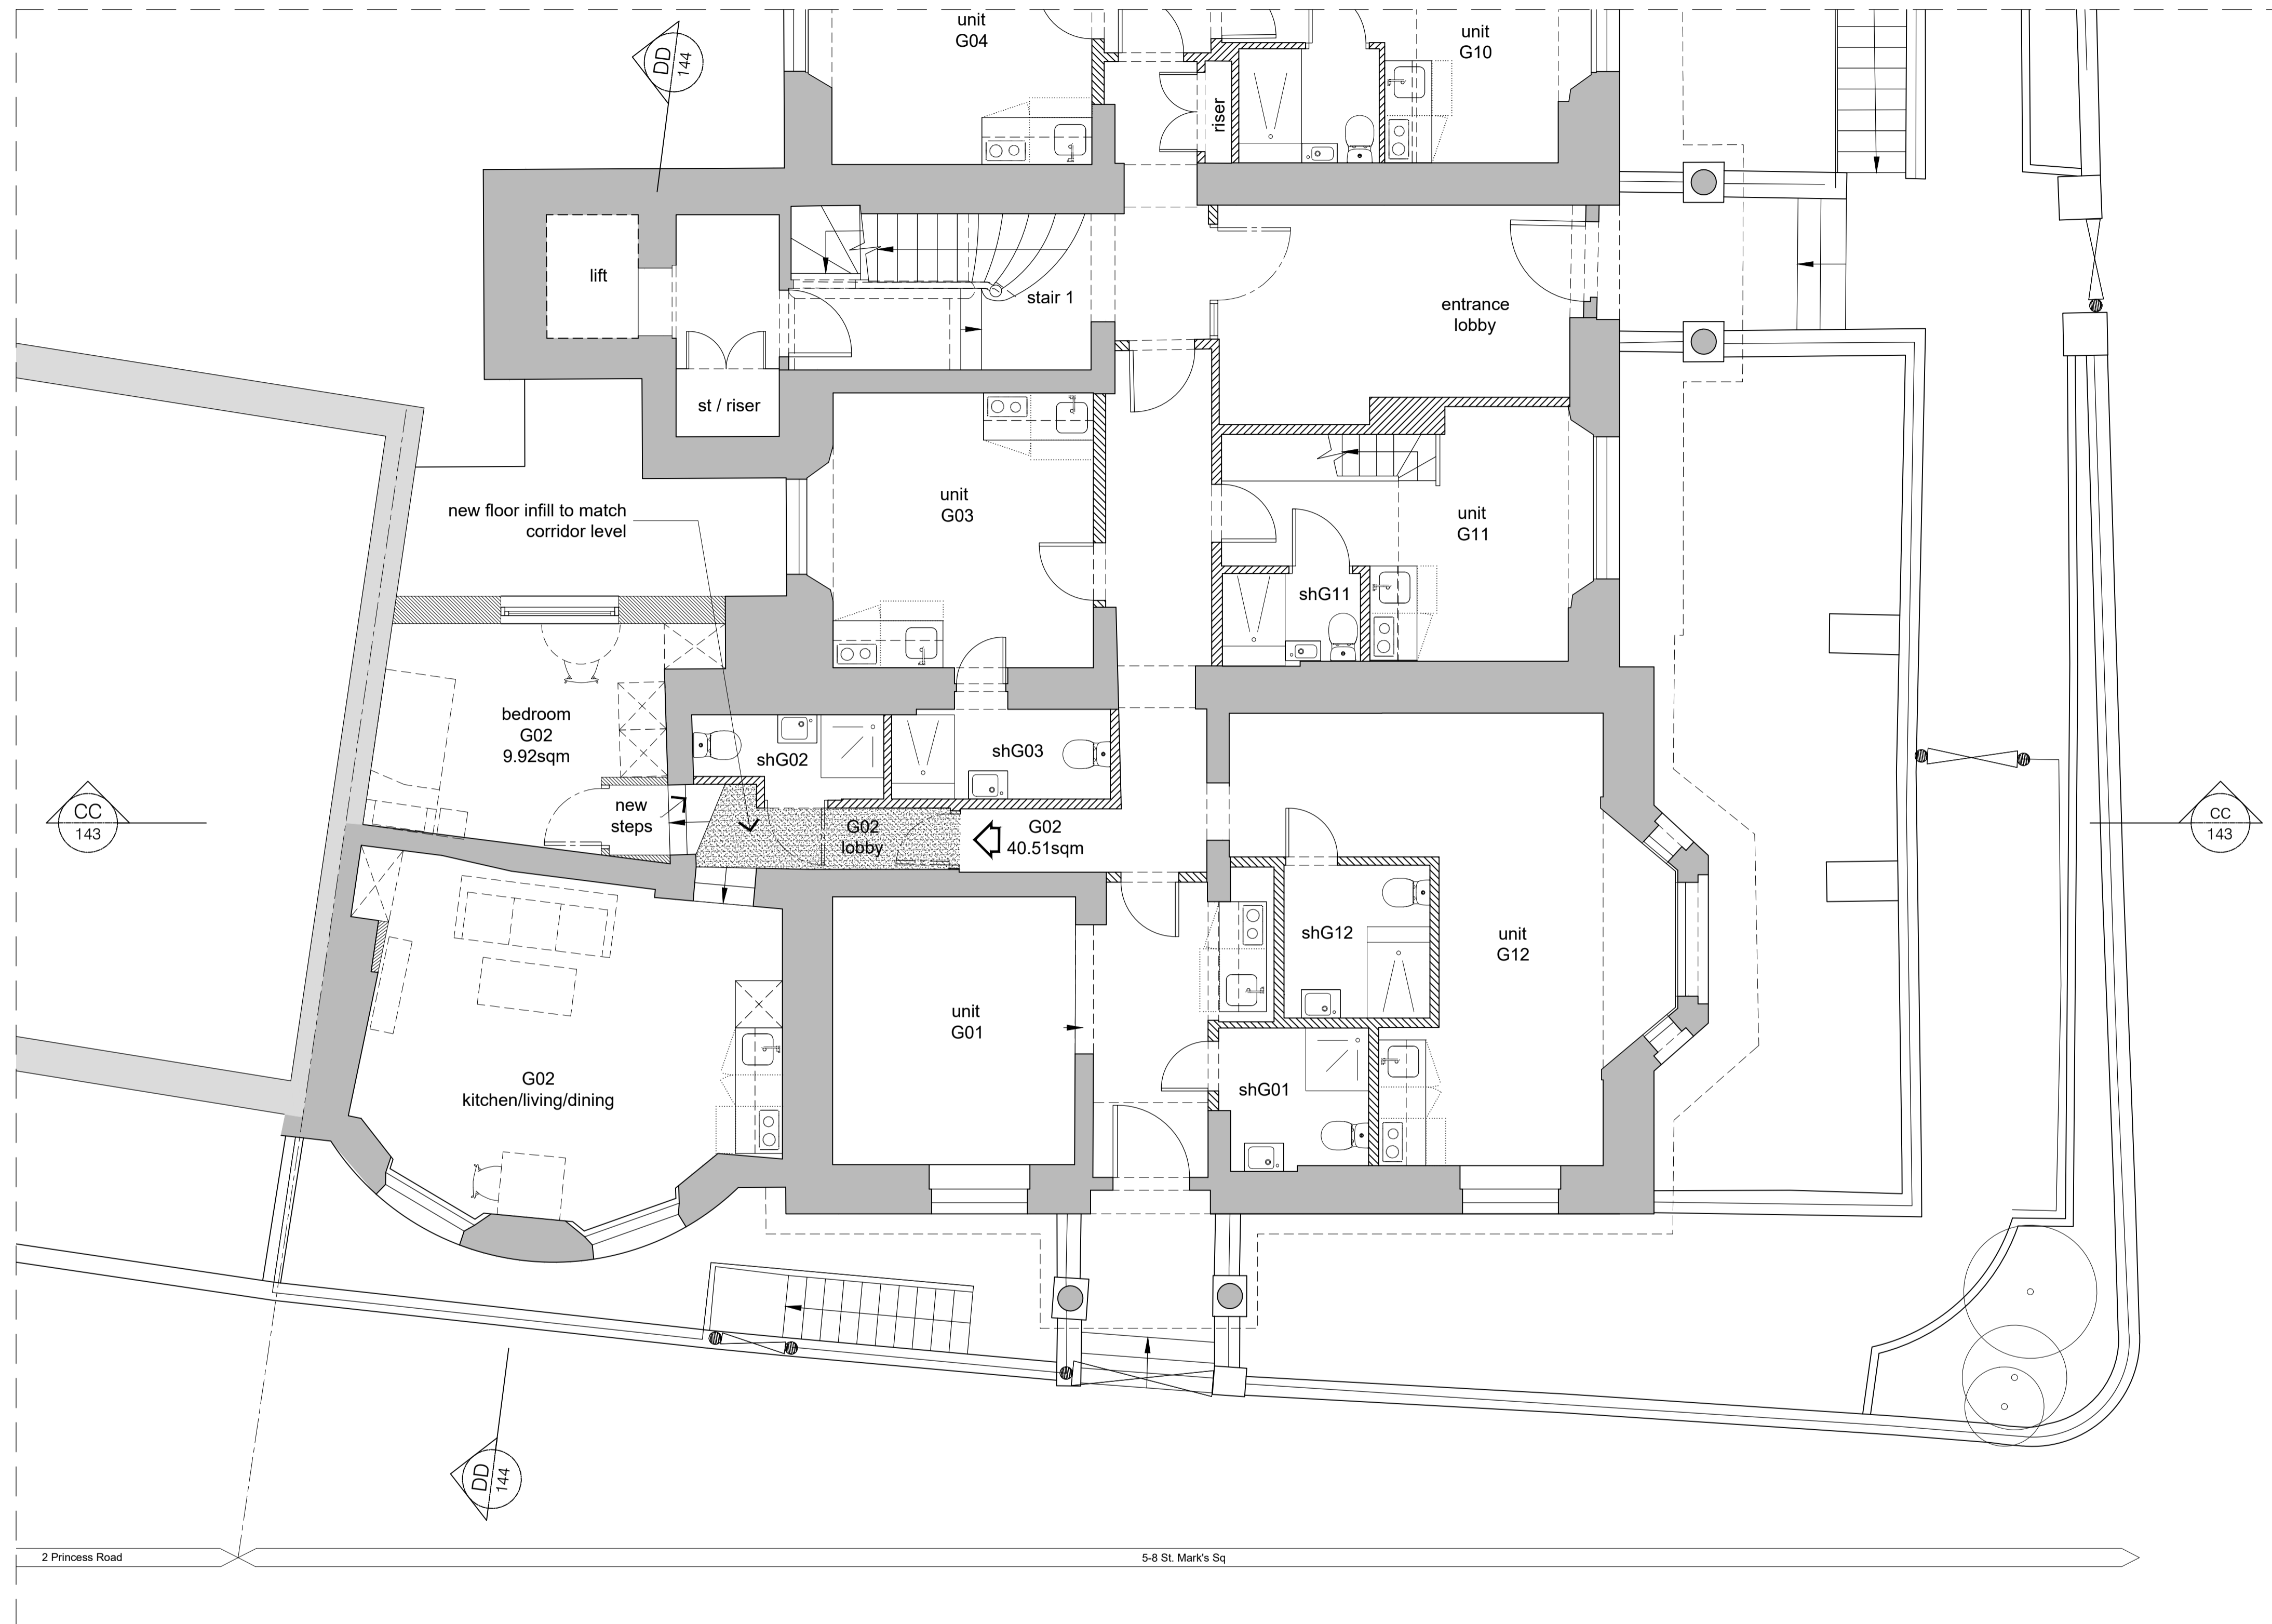 unit
G04
unit
G10
DD
144
riser
lift
stair 1
entrance
lobby
st / riser
new floor infill to match
corridor level
unit
G03
unit
G11
shG11
bedroom
G02
9.92sqm
shG02
shG03
new
steps
G02
lobby
G02
40.51sqm
CC
143
CC
143
shG12
unit
G12
unit
G01
G02
kitchen/living/dining
shG01
DD
144
2 Princess Road
5-8 St. Mark's Sq